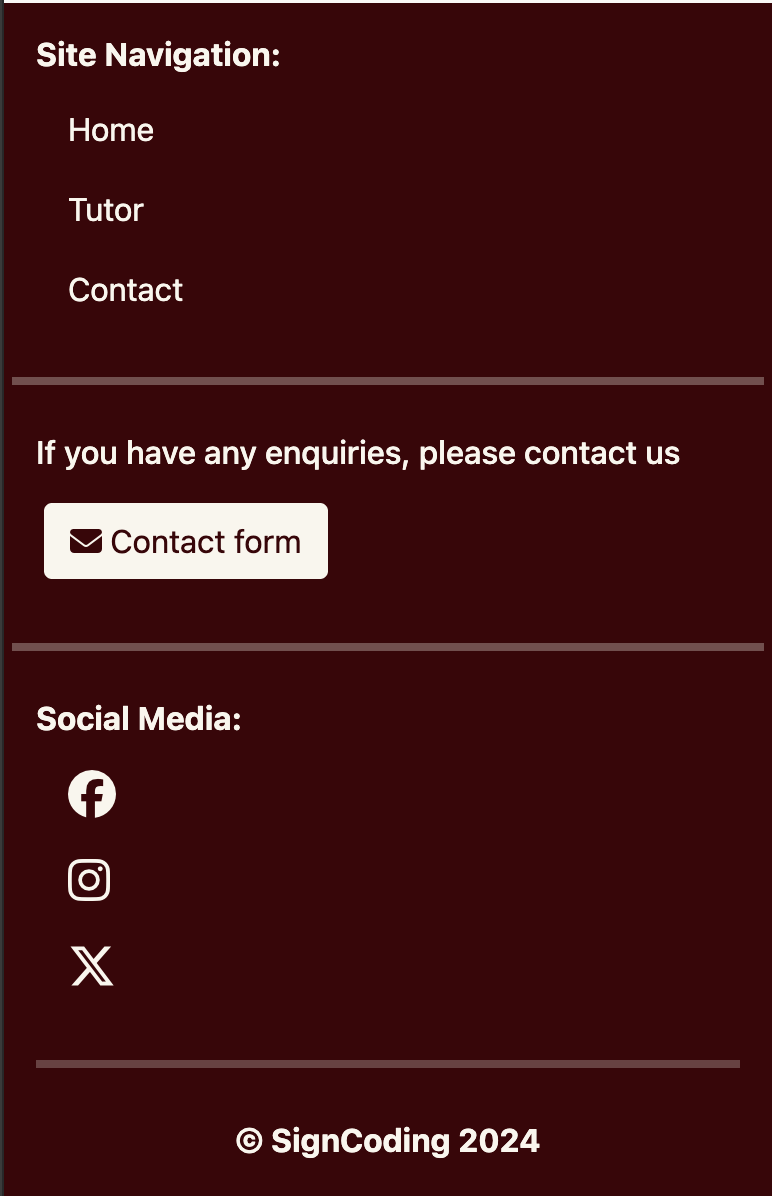 Site Navigation:
Home
Tutor
Contact
If you have any enquiries, please contact us
Contact form
Social Media:
© SignCoding 2024